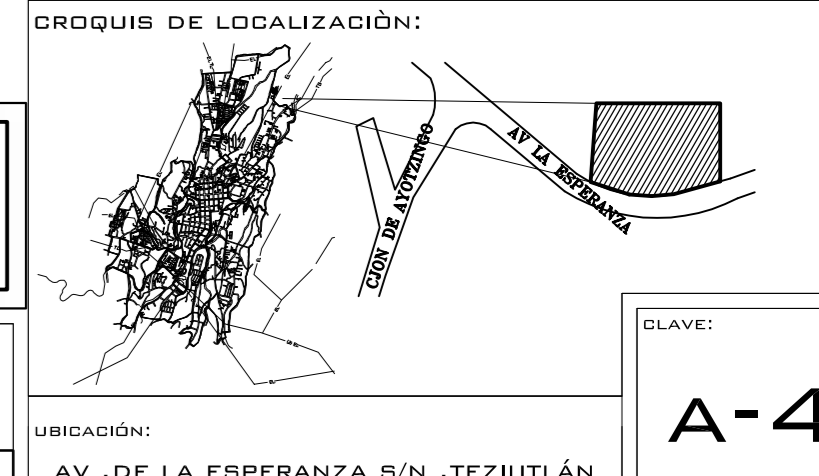 CROQUIS DE LOCALIZACIÒN:
CJON DE AYOTZINGO
AV LA ESPERANZA
CLAVE:
A-4
UBICACIÓN:
AV .DE LA ESPERANZA S/N .TEZIUTLÁN